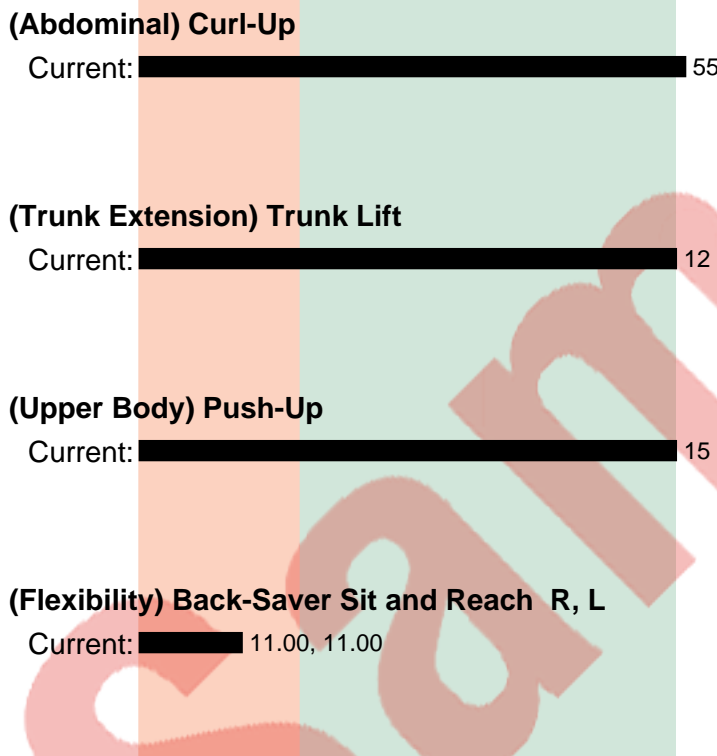 (Abdominal) Curl-Up
Current: 55
(Trunk Extension) Trunk Lift
Current: 12
(Upper Body) Push-Up
Current: 15
(Flexibility) Back-Saver Sit and Reach R, L
Current: 11.00, 11.00
Sam